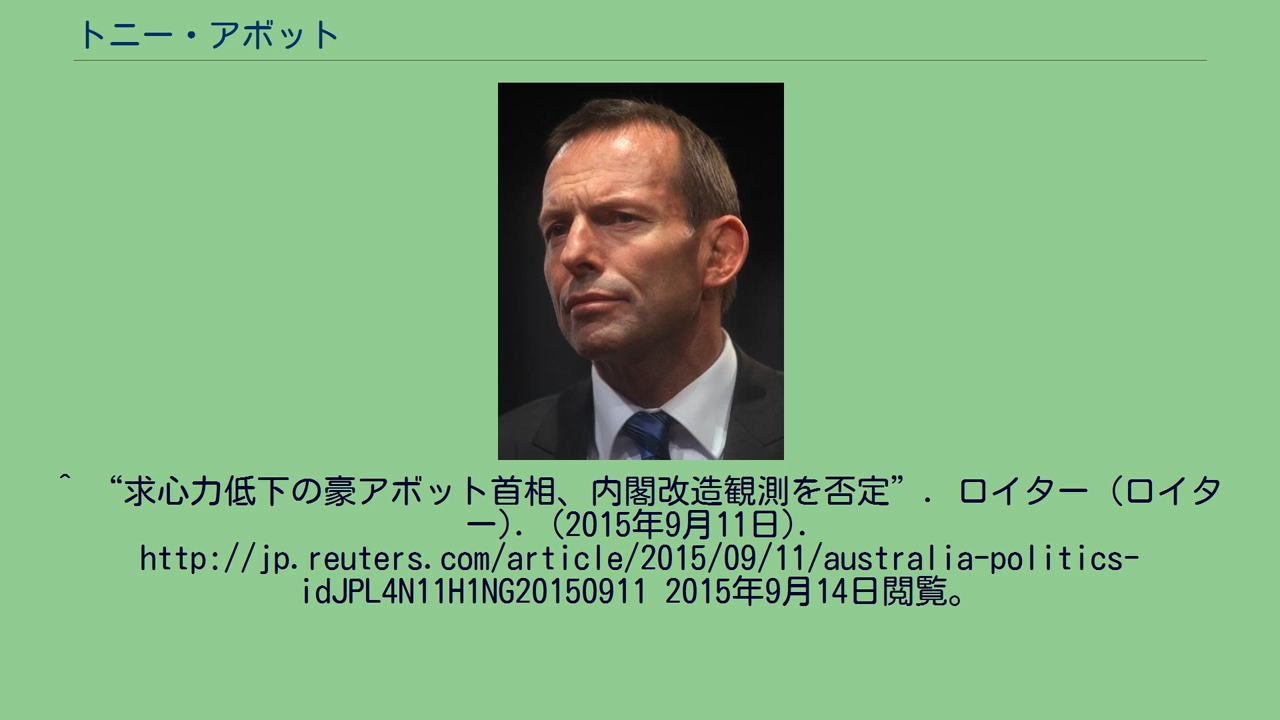 トニー・アボット
^ “求心力低下の豪アボット首相、内閣改造観測を否定”. ロイター (ロイタ
ー). (2015年9月11日).
http://jp.reuters.com/article/2015/09/11/australia-politics-
idJPL4N11H1NG20150911 2015年9月14日閲覧。